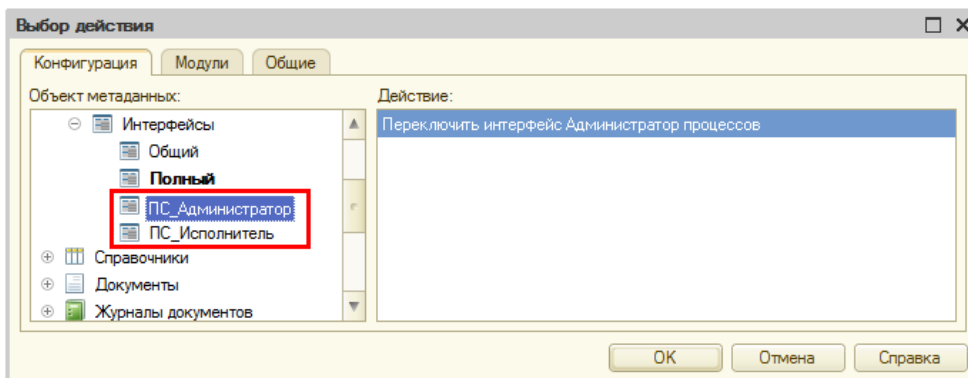 Выбор действия
Конфигурация
Модули
Общие
Объект метаданных:
Действие:
Интерфейсы
Общий
Полный
ПС_Администратор
ПС_Исполнитель
Справочники
Документы
Журналы документов
Переключить интерфейс Администратор процессов
OK
Отмена
Справка